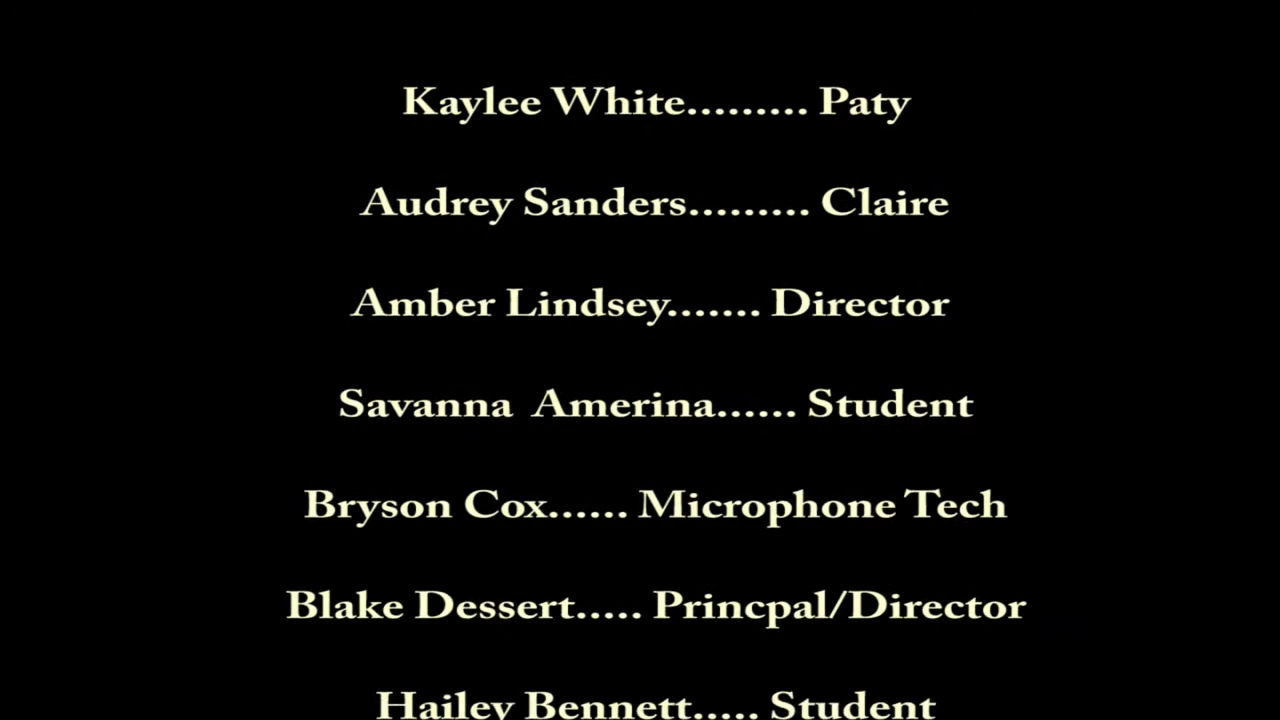 Kaylee White......... Paty
Audrey Sanders......... Claire
Amber Lindsey....... Director
Savanna  Amerina...... Student
Bryson Cox...... Microphone Tech
Blake Dessert..... Princpal/Director
Hailey Bennett..... Student